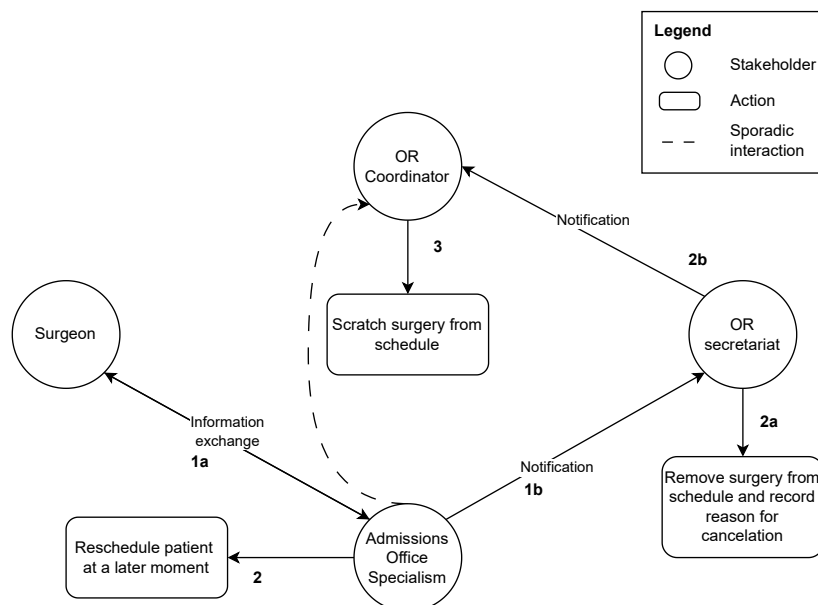 Legend
Stakeholder
Action
Sporadic
interaction
OR
Coordinator
Notification
3
2b
Scratch surgery from
schedule
Surgeon
OR
secretariat
Information
exchange
1a
2a
Notification
1b
Remove surgery from
schedule and record
reason for
cancelation
Reschedule patient
at a later moment
2
Admissions
Office
Specialism